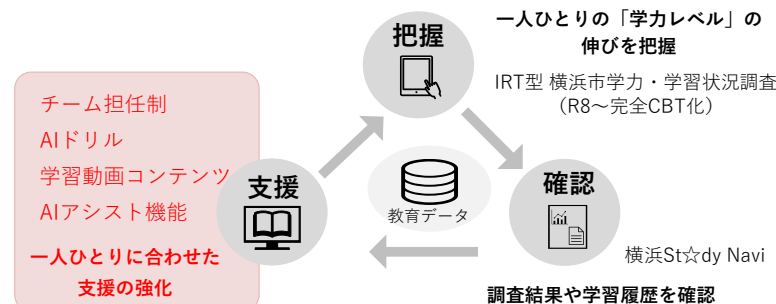 把握
一人ひとりの「学力レベル」の
伸びを把握
IRT型 横浜市学力・学習状況調査
（R8～完全CBT化）
チーム担任制
AIドリル
学習動画コンテンツ
AIアシスト機能
一人ひとりに合わせた
支援の強化
支援
教育データ
確認
横浜St☆dy Navi
調査結果や学習履歴を確認